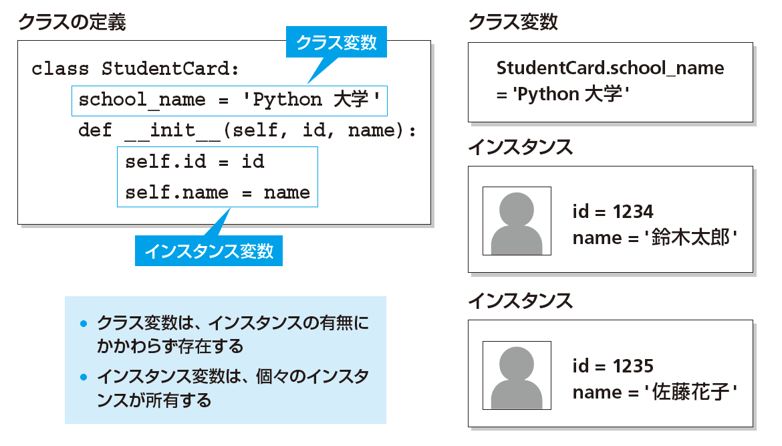 クラスの定義
クラス変数
class StudentCard:
school_name = 'Python 大学'
def __init__(self, id, name):
self.id = id
self.name = name
インスタンス変数
• クラス変数は、インスタンスの有無に
かかわらず存在する
• インスタンス変数は、個々のインスタ
ンスが所有する
クラス変数
StudentCard.school_name
= 'Python 大学'
インスタンス
id = 1234
name = '鈴木太郎'
インスタンス
id = 1235
name = '佐藤花子'